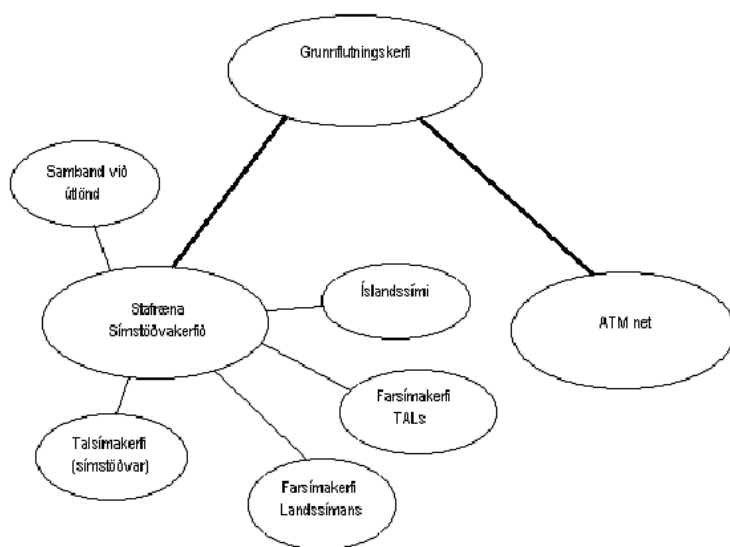 Grunnflutningskerfi
Samband við
útlönd
Stafræna
Símstöðvakerfið
Íslandssími
ATM net
Farsímakerfi
TALs
Talsímakerfi
(símstöðvar)
Farsímakerfi
Landssímans